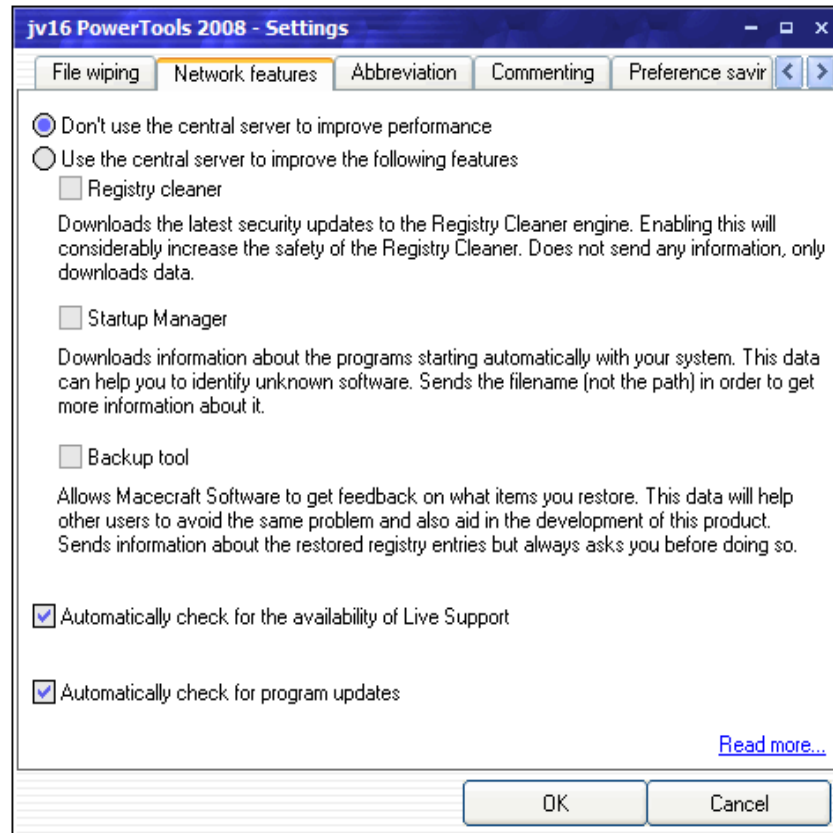 jv16 PowerTools 2008 - Settings
File wiping Network features Abbreviation Commenting Preference savir
Don't use the central server to improve performance
Use the central server to improve the following features
Registry cleaner
Downloads the latest security updates to the Registry Cleaner engine. Enabling this will
considerably increase the safety of the Registry Cleaner. Does not send any information, only
downloads data.
Startup Manager
Downloads information about the programs starting automatically with your system. This data
can help you to identify unknown software. Sends the filename (not the path) in order to get
more information about it.
Backup tool
Allows Macecraft Software to get feedback on what items you restore. This data will help
other users to avoid the same problem and also aid in the development of this product.
Sends information about the restored registry entries but always asks you before doing so.
Automatically check for the availability of Live Support
Automatically check for program updates
Read more...
OK Cancel